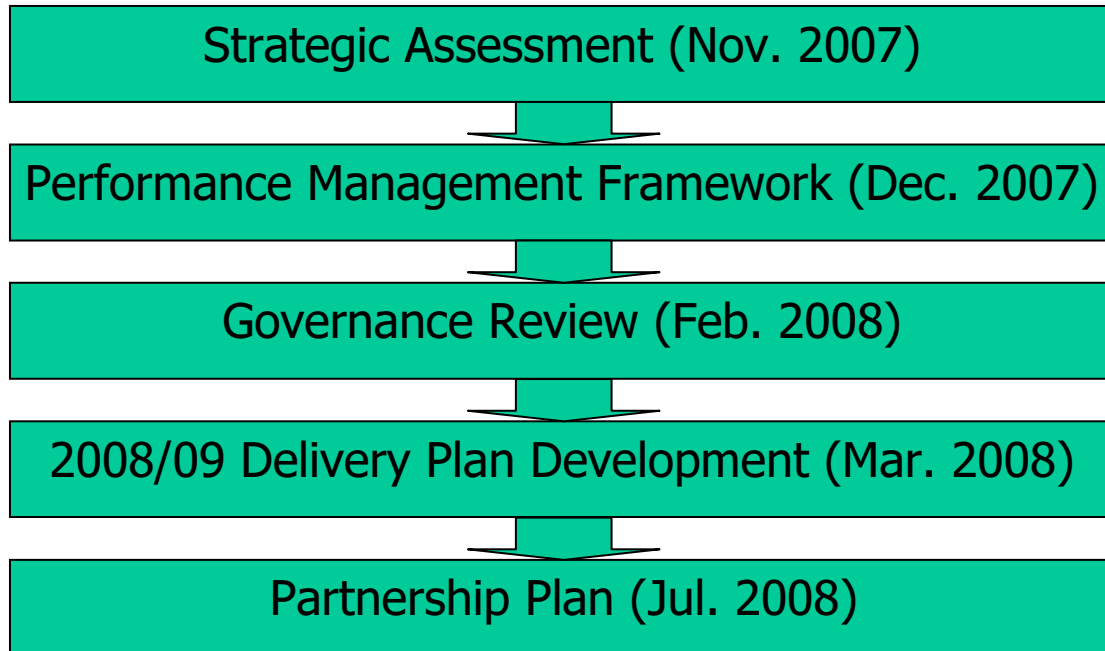 Strategic Assessment (Nov. 2007)
Performance Management Framework (Dec. 2007)
Governance Review (Feb. 2008)
2008/09 Delivery Plan Development (Mar. 2008)
Partnership Plan (Jul. 2008)